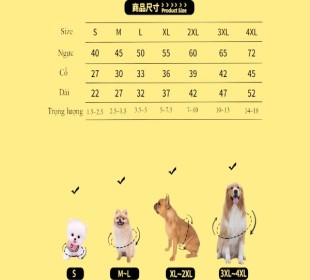 商品尺寸 >>>>>> Product Size
Size S M L XL 2XL 3XL 4XL
Ngực 40 45 50 55 60 65 72
Cổ 27 30 33 36 39 42 45
Dài 22 27 32 37 42 47 52
Trọng lượng 1.5-2.5 2.5-3.5 3.5-5 5-7.5 7-10 10-13 14-18
S M~L XL~2XL 3XL~4XL